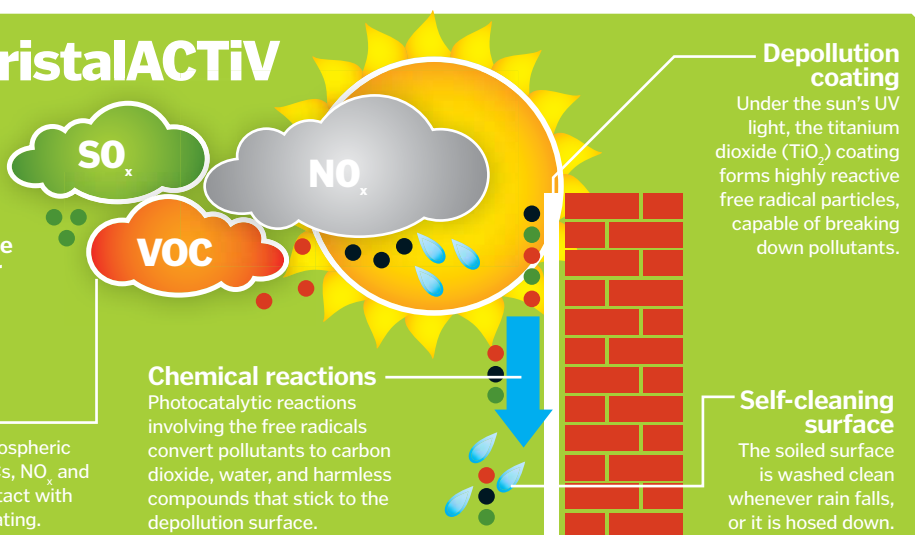 ristalACTiV
SOx
NOx
VOC
e
Depollution
coating
Under the sun's UV
light, the titanium
dioxide (TiO2) coating
forms highly reactive
free radical particles,
capable of breaking
down pollutants.
Chemical reactions
Photocatalytic reactions
involving the free radicals
convert pollutants to carbon
dioxide, water, and harmless
compounds that stick to the
depollution surface.
ospheric
s, NOx and
tact with
ating.
Self-cleaning
surface
The soiled surface
is washed clean
whenever rain falls,
or it is hosed down.